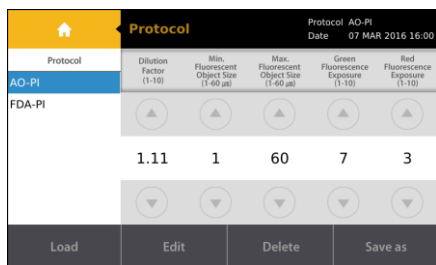 Protocol
Protocol AO-PI
Date 07 MAR 2016 16:00
Protocol
AO-PI
FDA-PI
Dilution
Factor
(1-10)
Min.
Fluorescent
Object Size
(1-60 ㎛)
Max.
Fluorescent
Object Size
(1-60 ㎛)
Green
Fluorescence
Exposure
(1-10)
Red
Fluorescence
Exposure
(1-10)
1.11 1 60 7 3
Load Edit Delete Save as